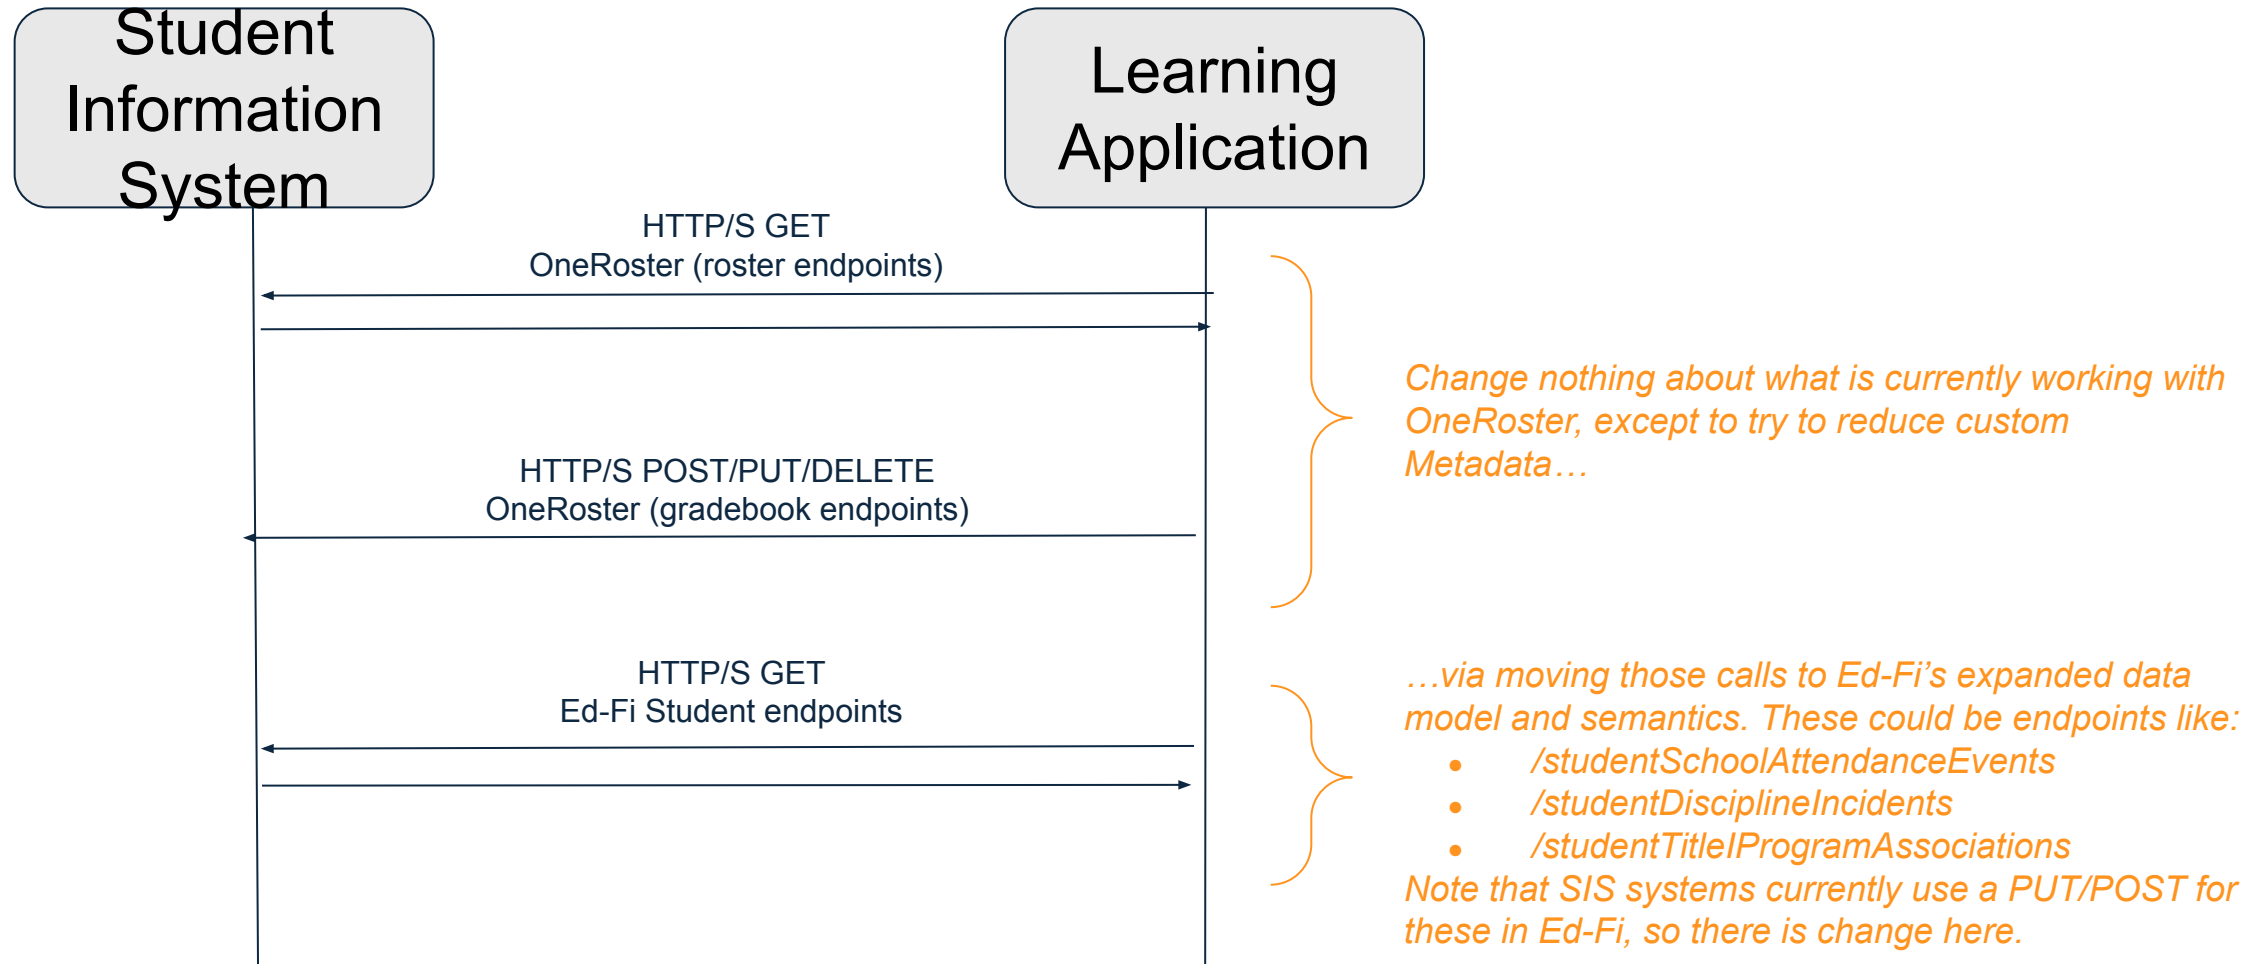 Student
Information
System
Learning
Application
HTTP/S GET
OneRoster (roster endpoints)
Change nothing about what is currently working with
OneRoster, except to try to reduce custom
Metadata…
HTTP/S POST/PUT/DELETE
OneRoster (gradebook endpoints)
HTTP/S GET
Ed-Fi Student endpoints
…via moving those calls to Ed-Fi’s expanded data
model and semantics. These could be endpoints like:
● /studentSchoolAttendanceEvents
● /studentDisciplineIncidents
● /studentTitleIProgramAssociations
Note that SIS systems currently use a PUT/POST for
these in Ed-Fi, so there is change here.